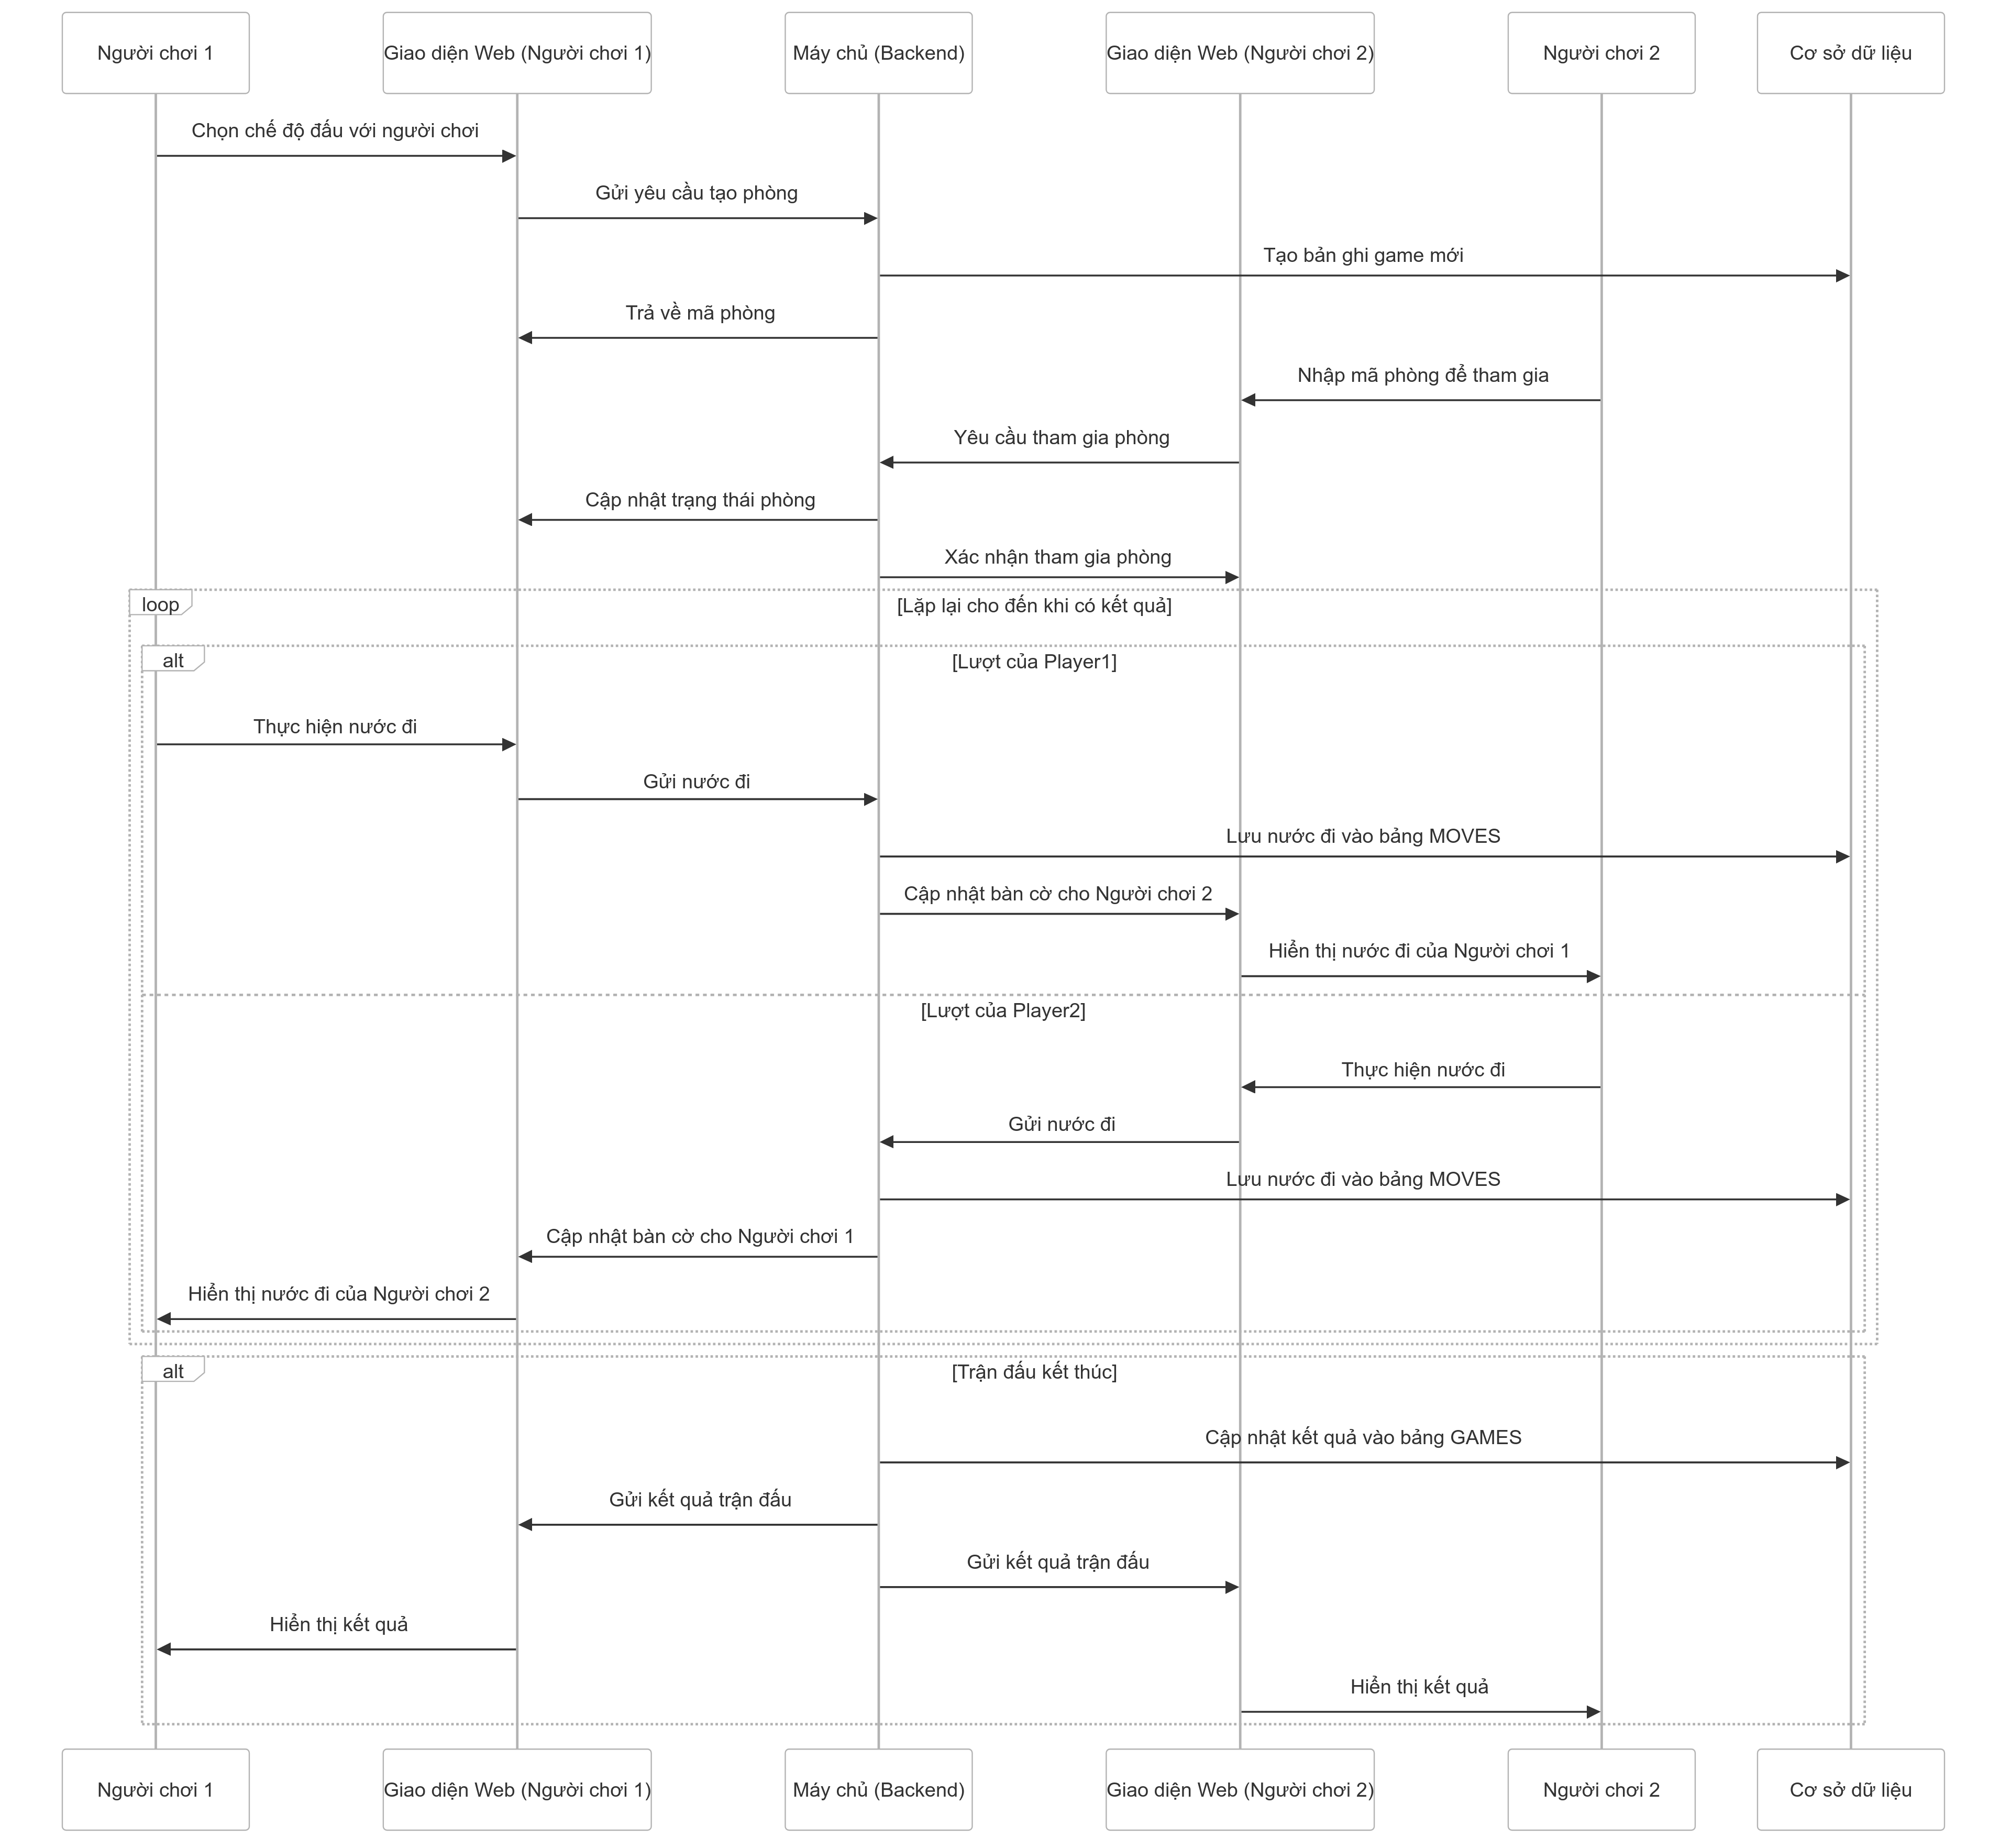 Người chơi 1
Giao diện Web (Người chơi 1)
Máy chủ (Backend)
Giao diện Web (Người chơi 2)
Người chơi 2
Cơ sở dữ liệu
Chọn chế độ đấu với người chơi
Gửi yêu cầu tạo phòng
Tạo bản ghi game mới
Trả về mã phòng
Nhập mã phòng để tham gia
Yêu cầu tham gia phòng
Cập nhật trạng thái phòng
Xác nhận tham gia phòng
loop
[Lặp lại cho đến khi có kết quả]
alt
[Lượt của Player1]
Thực hiện nước đi
Gửi nước đi
Lưu nước đi vào bảng MOVES
Cập nhật bàn cờ cho Người chơi 2
Hiển thị nước đi của Người chơi 1
[Lượt của Player2]
Thực hiện nước đi
Gửi nước đi
Lưu nước đi vào bảng MOVES
Cập nhật bàn cờ cho Người chơi 1
Hiển thị nước đi của Người chơi 2
alt
[Trận đấu kết thúc]
Cập nhật kết quả vào bảng GAMES
Gửi kết quả trận đấu
Gửi kết quả trận đấu
Hiển thị kết quả
Hiển thị kết quả
Người chơi 1
Giao diện Web (Người chơi 1)
Máy chủ (Backend)
Giao diện Web (Người chơi 2)
Người chơi 2
Cơ sở dữ liệu